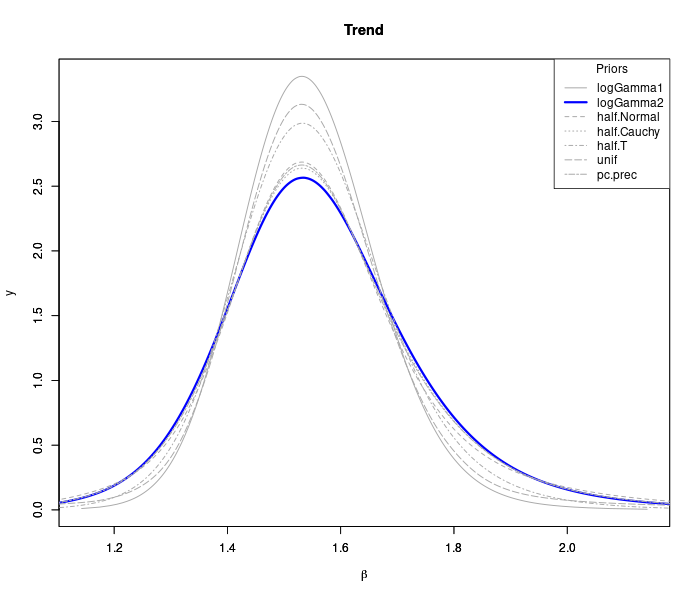 Trend
Priors
logGamma1
logGamma2
half.Normal
half.Cauchy
half.T
unif
pc.prec
y
3.0
2.5
2.0
1.5
1.0
0.5
0.0
1.2 1.4 1.6 1.8 2.0
β